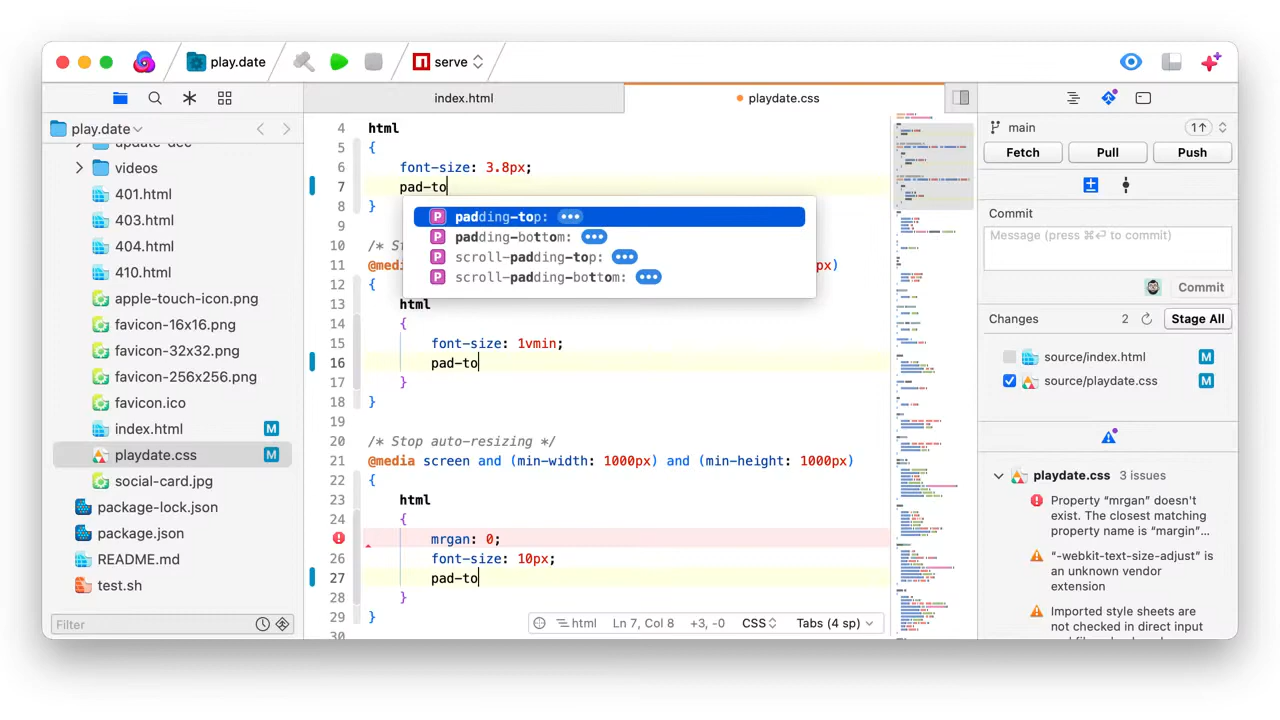 play.date
serve
index.html
playdate.css
play.date
update-dec
videos
401.html
403.html
404.html
410.html
apple-touch-icon.png
favicon-16x16.png
favicon-32x32.png
favicon-256x256.png
favicon.ico
index.html M
playdate.css M
social-card.jpg
package-lock.json
package.json
README.md
test.sh
Filter
4 html
5 {
6 font-size: 3.8px;
7 pad-to
8 }
P padding-top: •••
P padding-bottom: •••
P scroll-padding-top: •••
P scroll-padding-bottom: •••
9
10 /* St
11 @medi px)
12 {
13 html
14 {
15 font-size: 1vmin;
16 pad-to
17 }
18 }
19
20 /* Stop auto-resizing */
21 @media screen and (min-width: 1000px) and (min-height: 1000px)
22 {
23 html
24 {
mrgan: 0;
26 font-size: 10px;
27 pad-to
28 }
29 }
30
html Ln 7, Col 8 +3, -0 CSS Tabs (4 sp)
main 1↑
Fetch Pull Push
Commit
Message (press ⌘↩ to commit)
Commit
Changes 2 Stage All
source/index.html M
source/playdate.css M
playdate.css 3 issues
Property “mrgan” doesn't
exist. The closest matching
property name is “margin”…
“-webkit-text-size-adjust” is
an unknown vendor
extension
Imported style sheets are
not checked in direct input